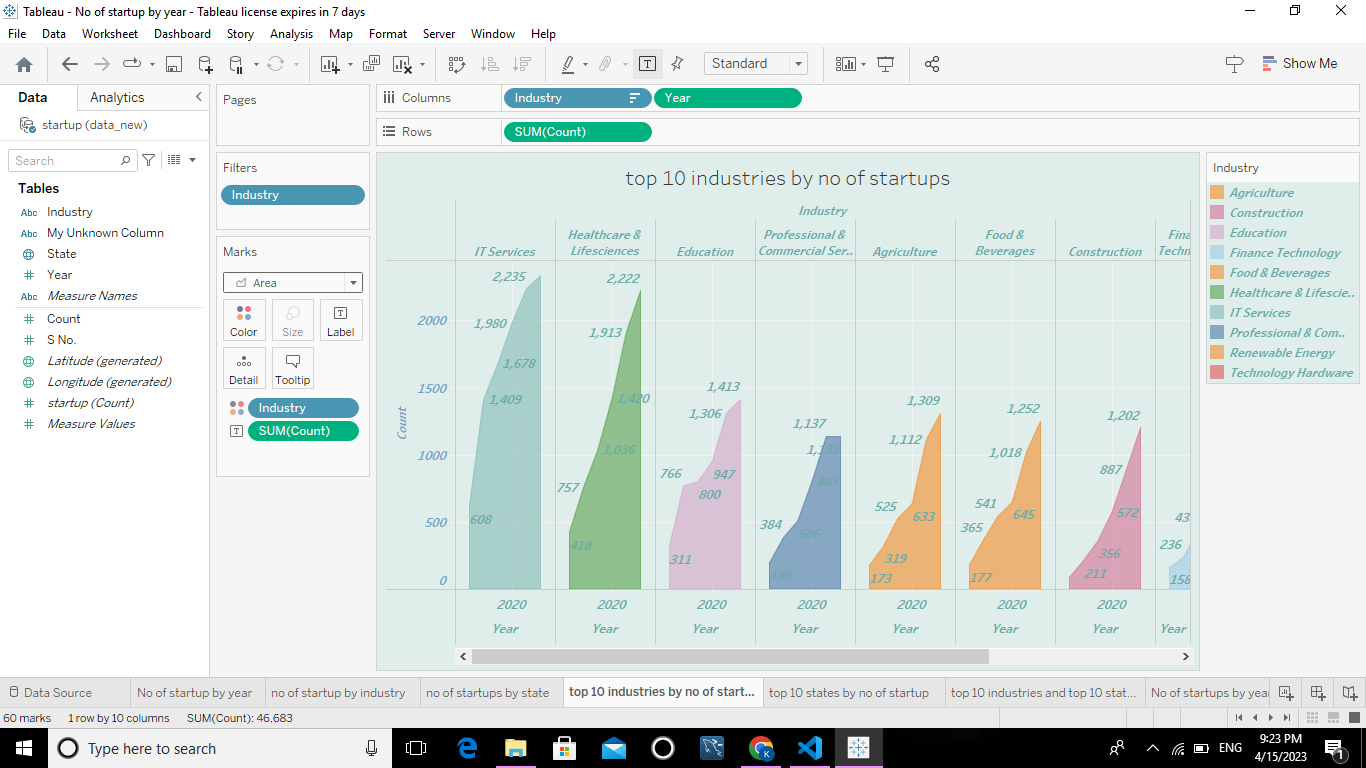 Tableau - No of startup by year - Tableau license expires in 7 days
File Data Worksheet Dashboard Story Analysis Map Format Server Window Help
Standard
Show Me
Data Analytics
startup (data_new)
Search
Tables
Abc Industry
Abc My Unknown Column
State
Year
Abc Measure Names
Count
S No.
Latitude (generated)
Longitude (generated)
startup (Count)
Measure Values
Pages
Filters
Industry
Marks
Area
Color Size Label
Detail Tooltip
Industry
SUM(Count)
Columns Industry Year
Rows SUM(Count)
top 10 industries by no of startups
Industry
IT Services
Healthcare &
Lifesciences
Education
Professional &
Commercial Ser..
Agriculture
Food &
Beverages
Construction
Fina
Techn
Count
2000
1500
1000
500
0
2,235
1,980
1,678
1,409
608
2,222
1,913
1,420
1,036
757
418
1,413
1,306
947
766
800
311
1,137
1,133
803
384
506
190
1,309
1,112
525
633
319
173
1,252
1,018
541
365
645
177
1,202
887
572
356
211
43
236
158
2020 2020 2020 2020 2020 2020 2020
Year Year Year Year Year Year Year Year
Industry
Agriculture
Construction
Education
Finance Technology
Food & Beverages
Healthcare & Lifescie..
IT Services
Professional & Com..
Renewable Energy
Technology Hardware
Data Source No of startup by year no of startup by industry no of startups by state top 10 industries by no of start... top 10 states by no of startup top 10 industries and top 10 stat... No of startups by year
60 marks 1 row by 10 columns SUM(Count): 46,683
Type here to search
ENG
9:23 PM
4/15/2023
1